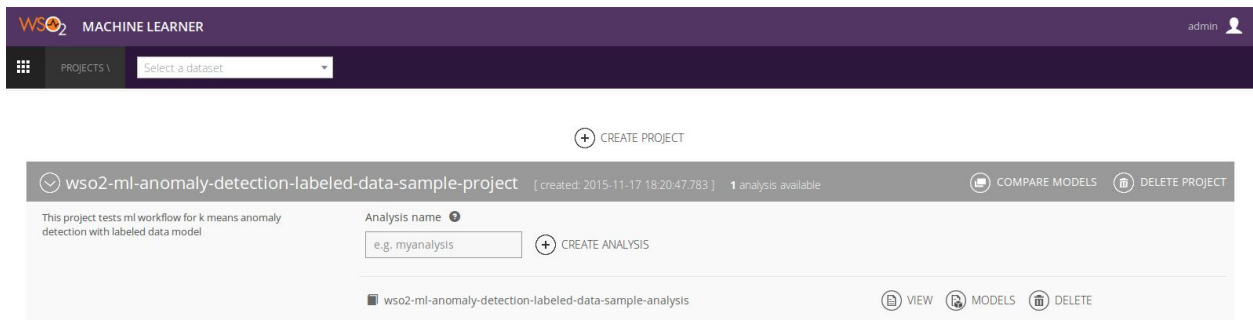 WSO2 MACHINE LEARNER
admin
PROJECTS \
Select a dataset
CREATE PROJECT
wso2-ml-anomaly-detection-labeled-data-sample-project [ created: 2015-11-17 18:20:47.783 ] 1 analysis available
COMPARE MODELS
DELETE PROJECT
This project tests ml workflow for k means anomaly
detection with labeled data model
Analysis name
e.g. myanalysis
CREATE ANALYSIS
wso2-ml-anomaly-detection-labeled-data-sample-analysis
VIEW
MODELS
DELETE